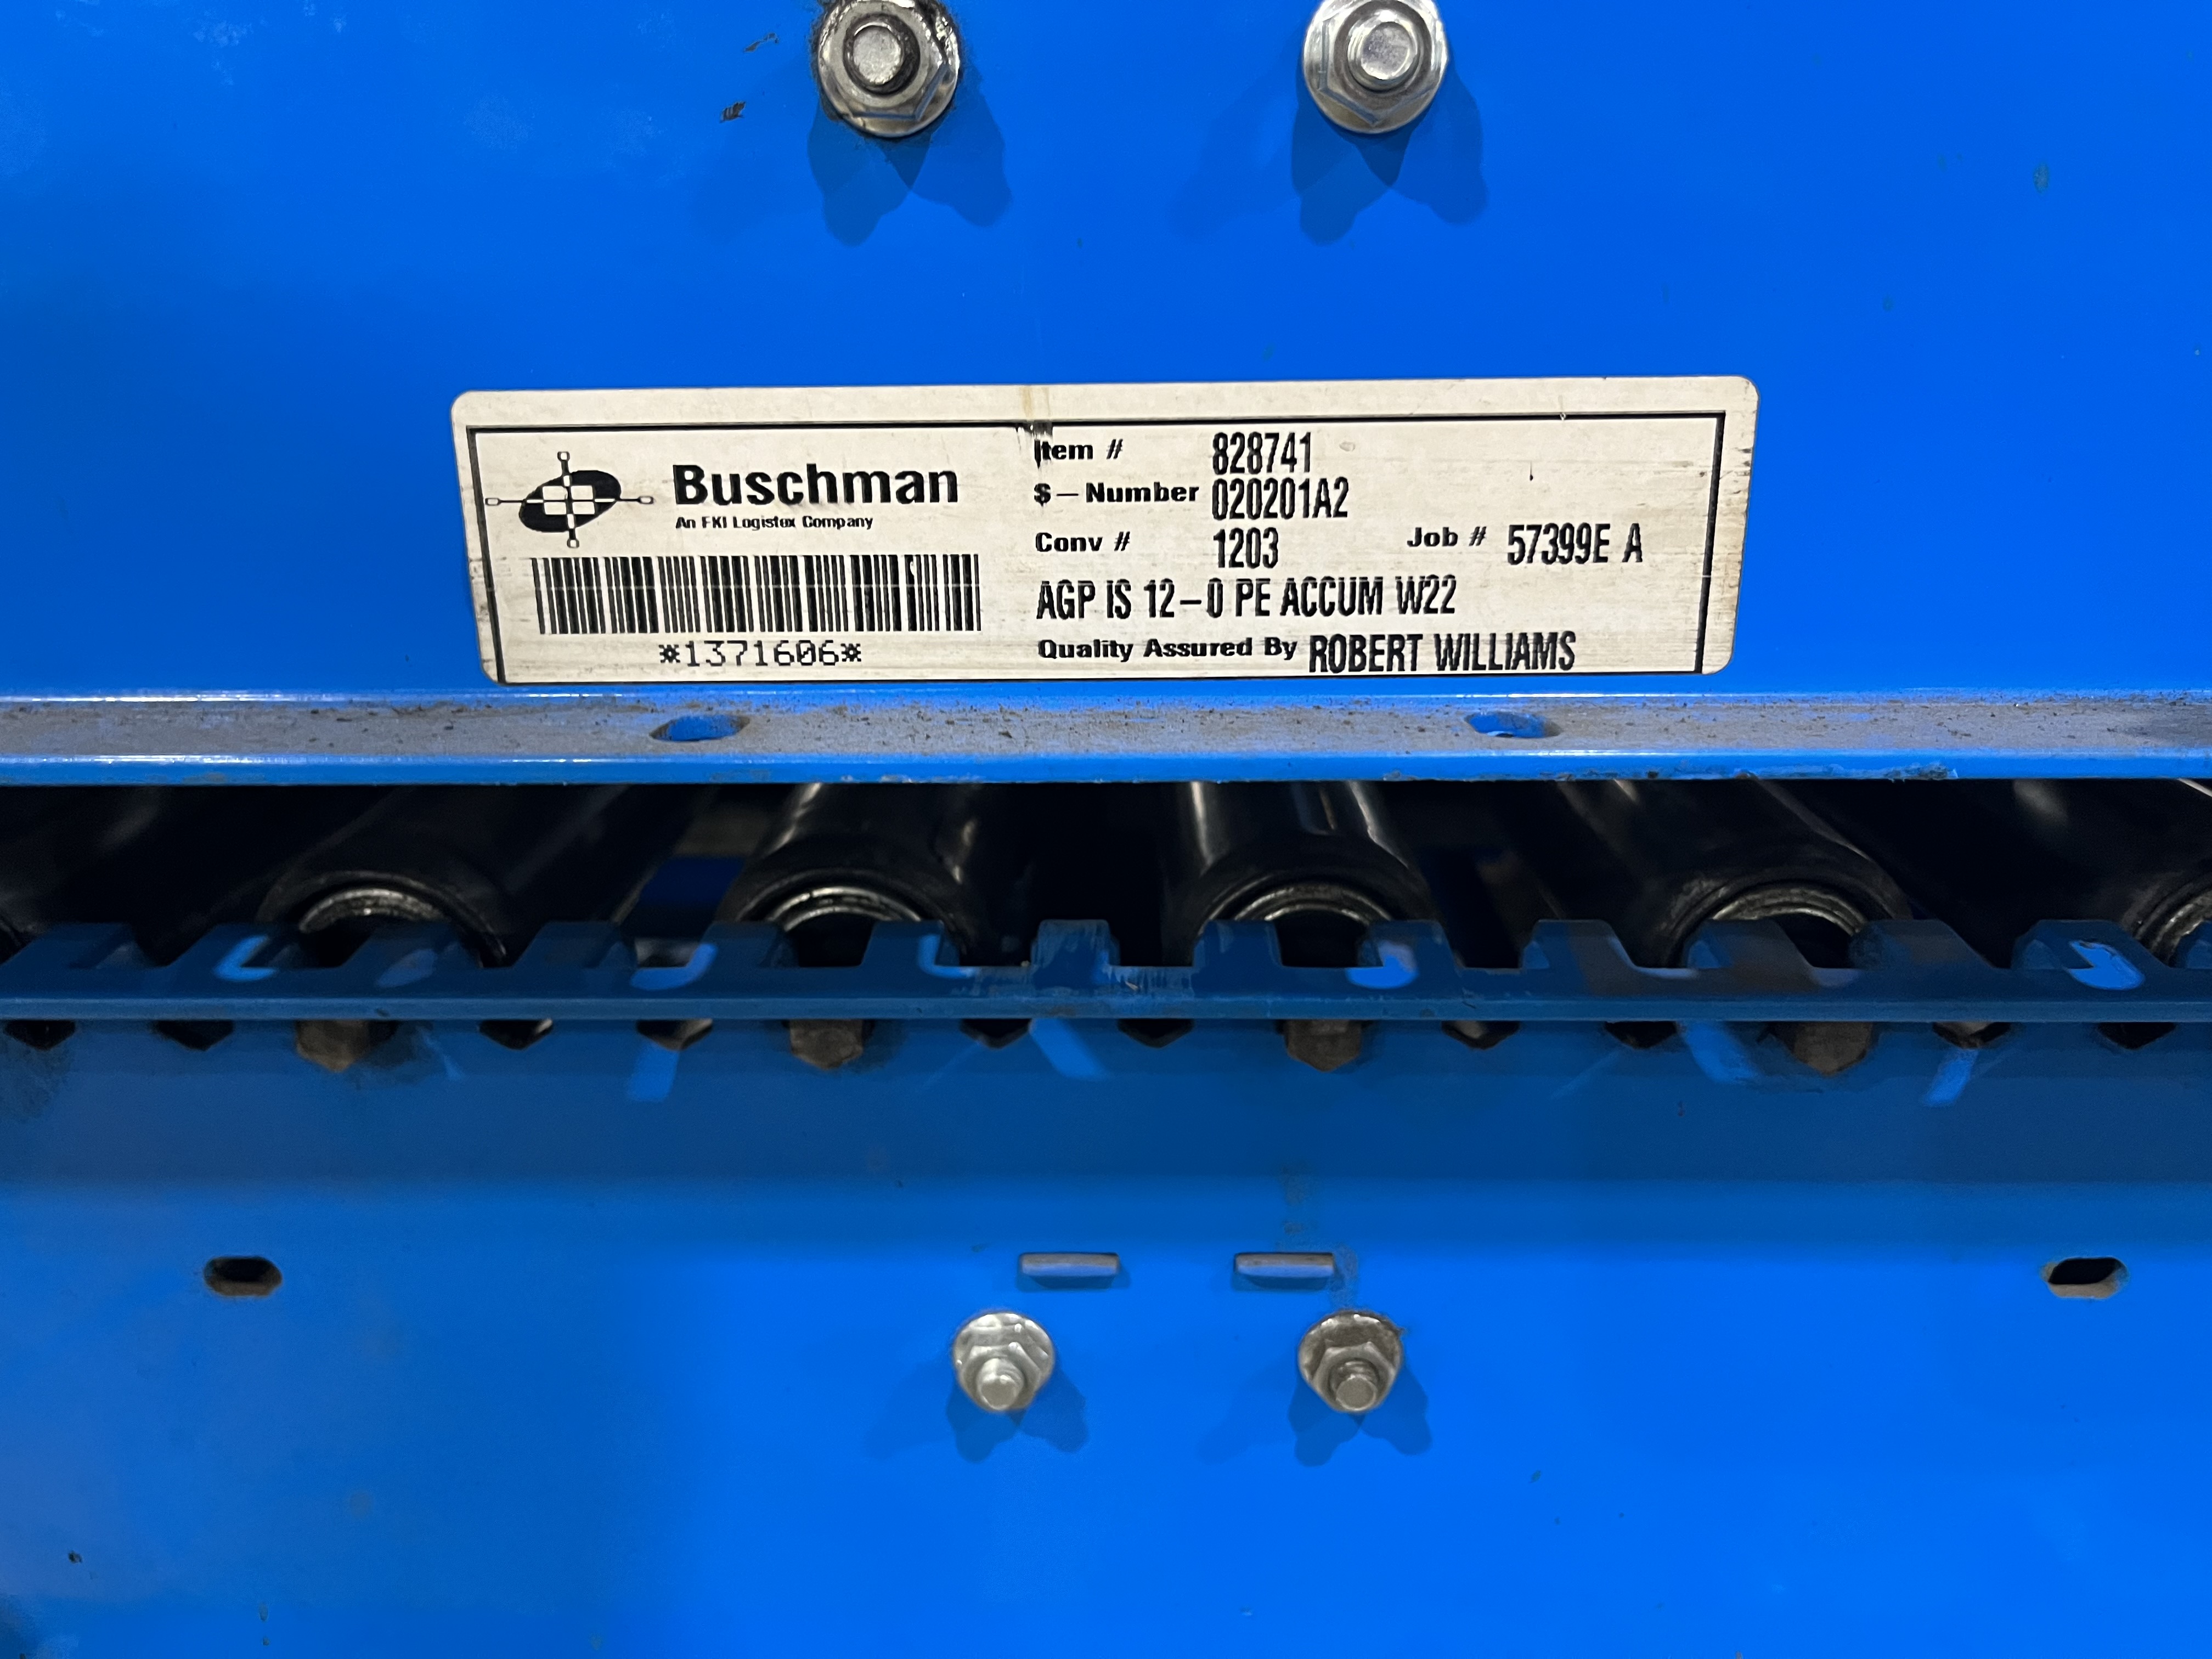 Buschman
An FKI Logistex Company
*1371606*
Item # 828741
$-Number 020201A2
Conv # 1203 Job # 57399E A
AGP IS 12-0 PE ACCUM W22
Quality Assured By ROBERT WILLIAMS